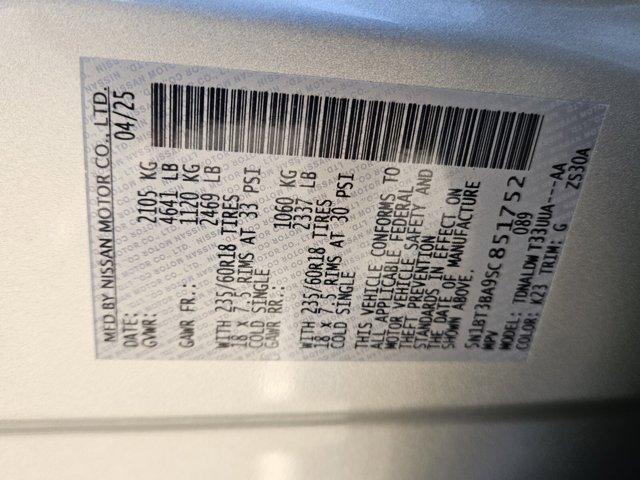 MFD BY NISSAN MOTOR CO., LTD.
DATE: 04/25
GVWR: 2105 KG
4641 LB
GAWR FR.: 1120 KG
2469 LB
WITH 235/60R18 TIRES
18 x 7.5 RIMS AT 33 PSI
COLD SINGLE
GAWR RR.: 1060 KG
2337 LB
WITH 235/60R18 TIRES
18 x 7.5 RIMS AT 30 PSI
COLD SINGLE
THIS VEHICLE CONFORMS TO
ALL APPLICABLE FEDERAL
MOTOR VEHICLE SAFETY AND
THEFT PREVENTION
STANDARDS IN EFFECT ON
THE DATE OF MANUFACTURE
SHOWN ABOVE.
5N1BT3BA9SC851752
MPV 089
MODEL: TDNALDW T33UUA---AA
COLOR: K23 TRIM: G ZS30A